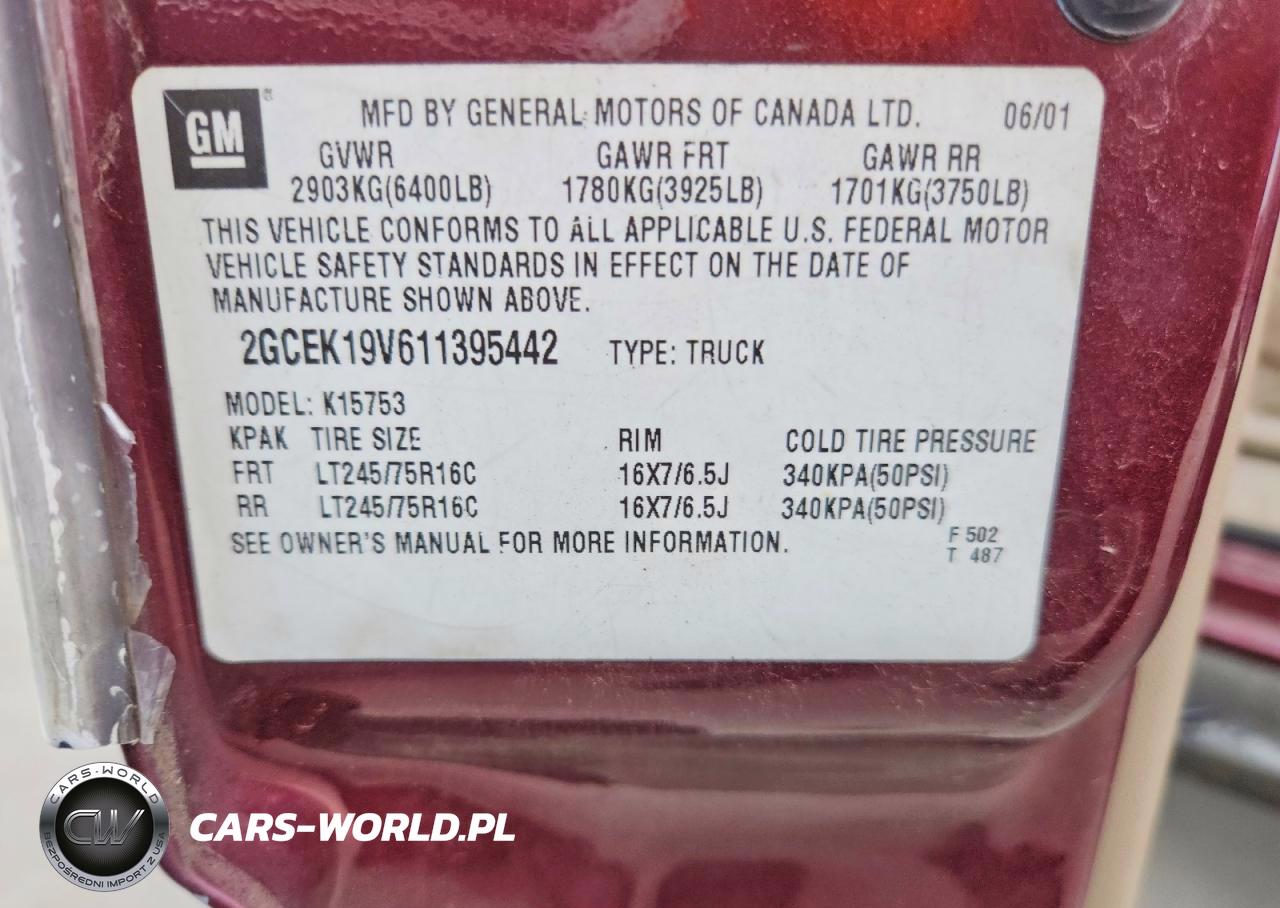 GM
MFD BY GENERAL MOTORS OF CANADA LTD. 06/01
GVWR GAWR FRT GAWR RR
2903KG(6400LB) 1780KG(3925LB) 1701KG(3750LB)
THIS VEHICLE CONFORMS TO ALL APPLICABLE U.S. FEDERAL MOTOR
VEHICLE SAFETY STANDARDS IN EFFECT ON THE DATE OF
MANUFACTURE SHOWN ABOVE.
2GCEK19V611395442 TYPE: TRUCK
MODEL: K15753
KPAK TIRE SIZE RIM COLD TIRE PRESSURE
FRT LT245/75R16C 16X7/6.5J 340KPA(50PSI)
RR LT245/75R16C 16X7/6.5J 340KPA(50PSI)
SEE OWNER'S MANUAL FOR MORE INFORMATION.
F 502
T 487
CARS-WORLD
CW
BEZPOŚREDNI IMPORT Z USA
CARS-WORLD.PL